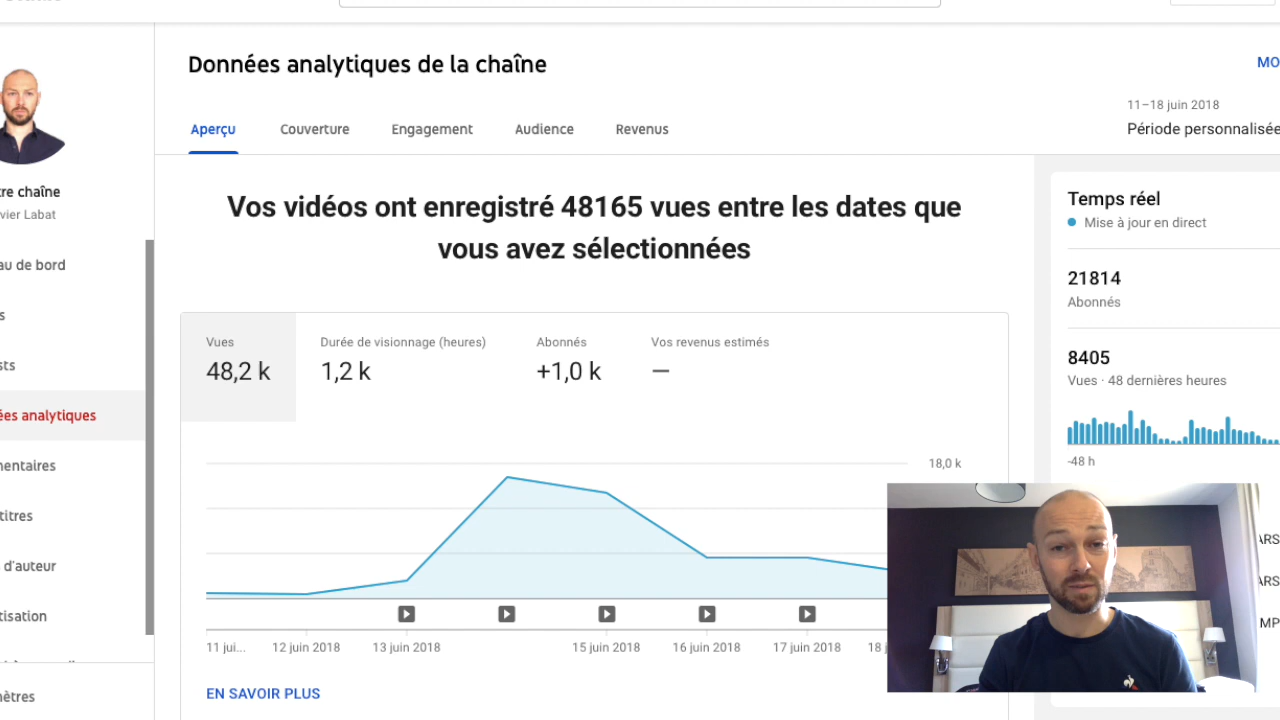 Données analytiques de la chaîne
MO
11–18 juin 2018
Période personnalisée
Aperçu
Couverture
Engagement
Audience
Revenus
tre chaîne
vier Labat
au de bord
s
sts
ées analytiques
entaires
titres
d'auteur
tisation
ètres
Vos vidéos ont enregistré 48165 vues entre les dates que
vous avez sélectionnées
Vues
48,2 k
Durée de visionnage (heures)
1,2 k
Abonnés
+1,0 k
Vos revenus estimés
—
18,0 k
11 jui...
12 juin 2018
13 juin 2018
15 juin 2018
16 juin 2018
17 juin 2018
18 j
EN SAVOIR PLUS
Temps réel
Mise à jour en direct
21814
Abonnés
8405
Vues · 48 dernières heures
-48 h
ARS
ARS
MP